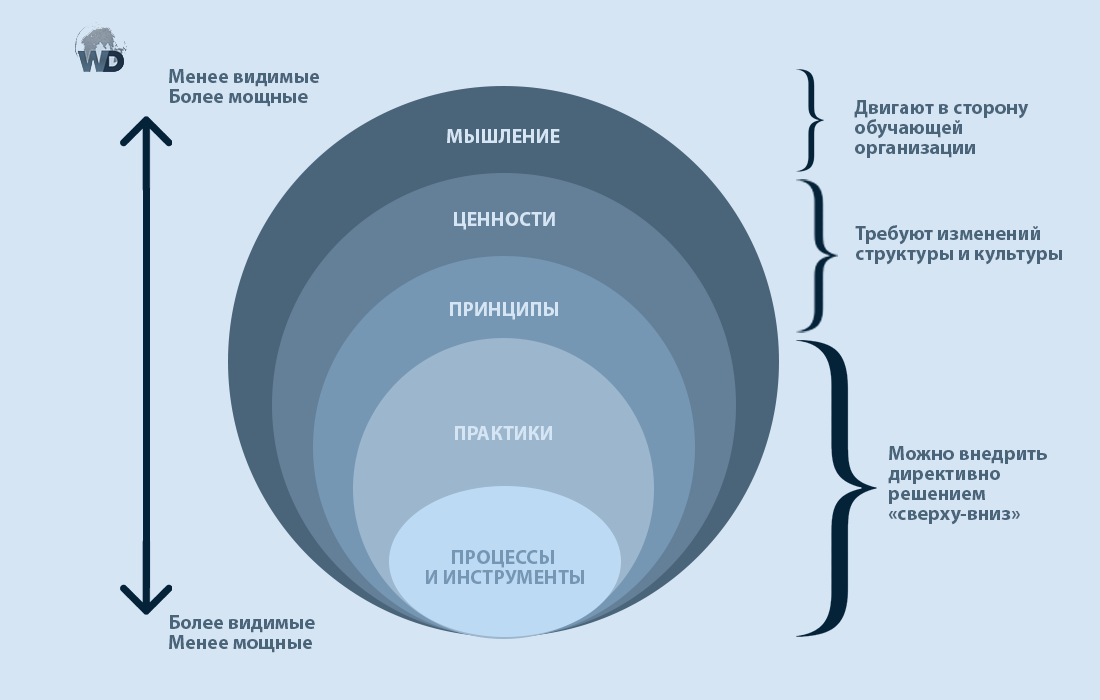 WD
Менее видимые
Более мощные
МЫШЛЕНИЕ
Двигают в сторону
обучающей
организации
ЦЕННОСТИ
Требуют изменений
структуры и культуры
ПРИНЦИПЫ
ПРАКТИКИ
Можно внедрить
директивно
решением
«сверху-вниз»
ПРОЦЕССЫ
И ИНСТРУМЕНТЫ
Более видимые
Менее мощные